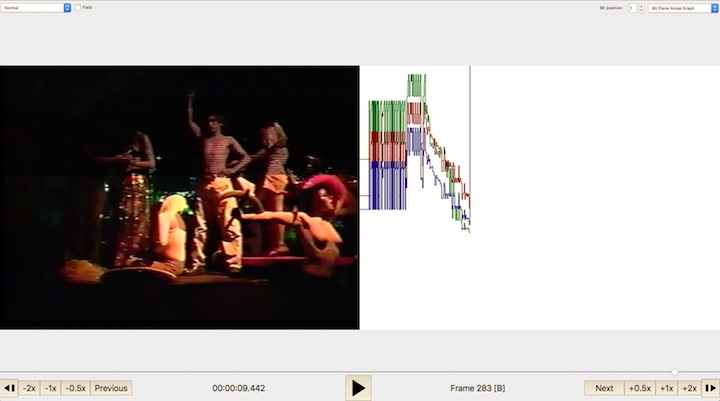 Normal Field Bit position: 1 Bit Plane Noise Graph
-2x -1x -0.5x Previous 00:00:09.442 Frame 283 [B] Next +0.5x +1x +2x